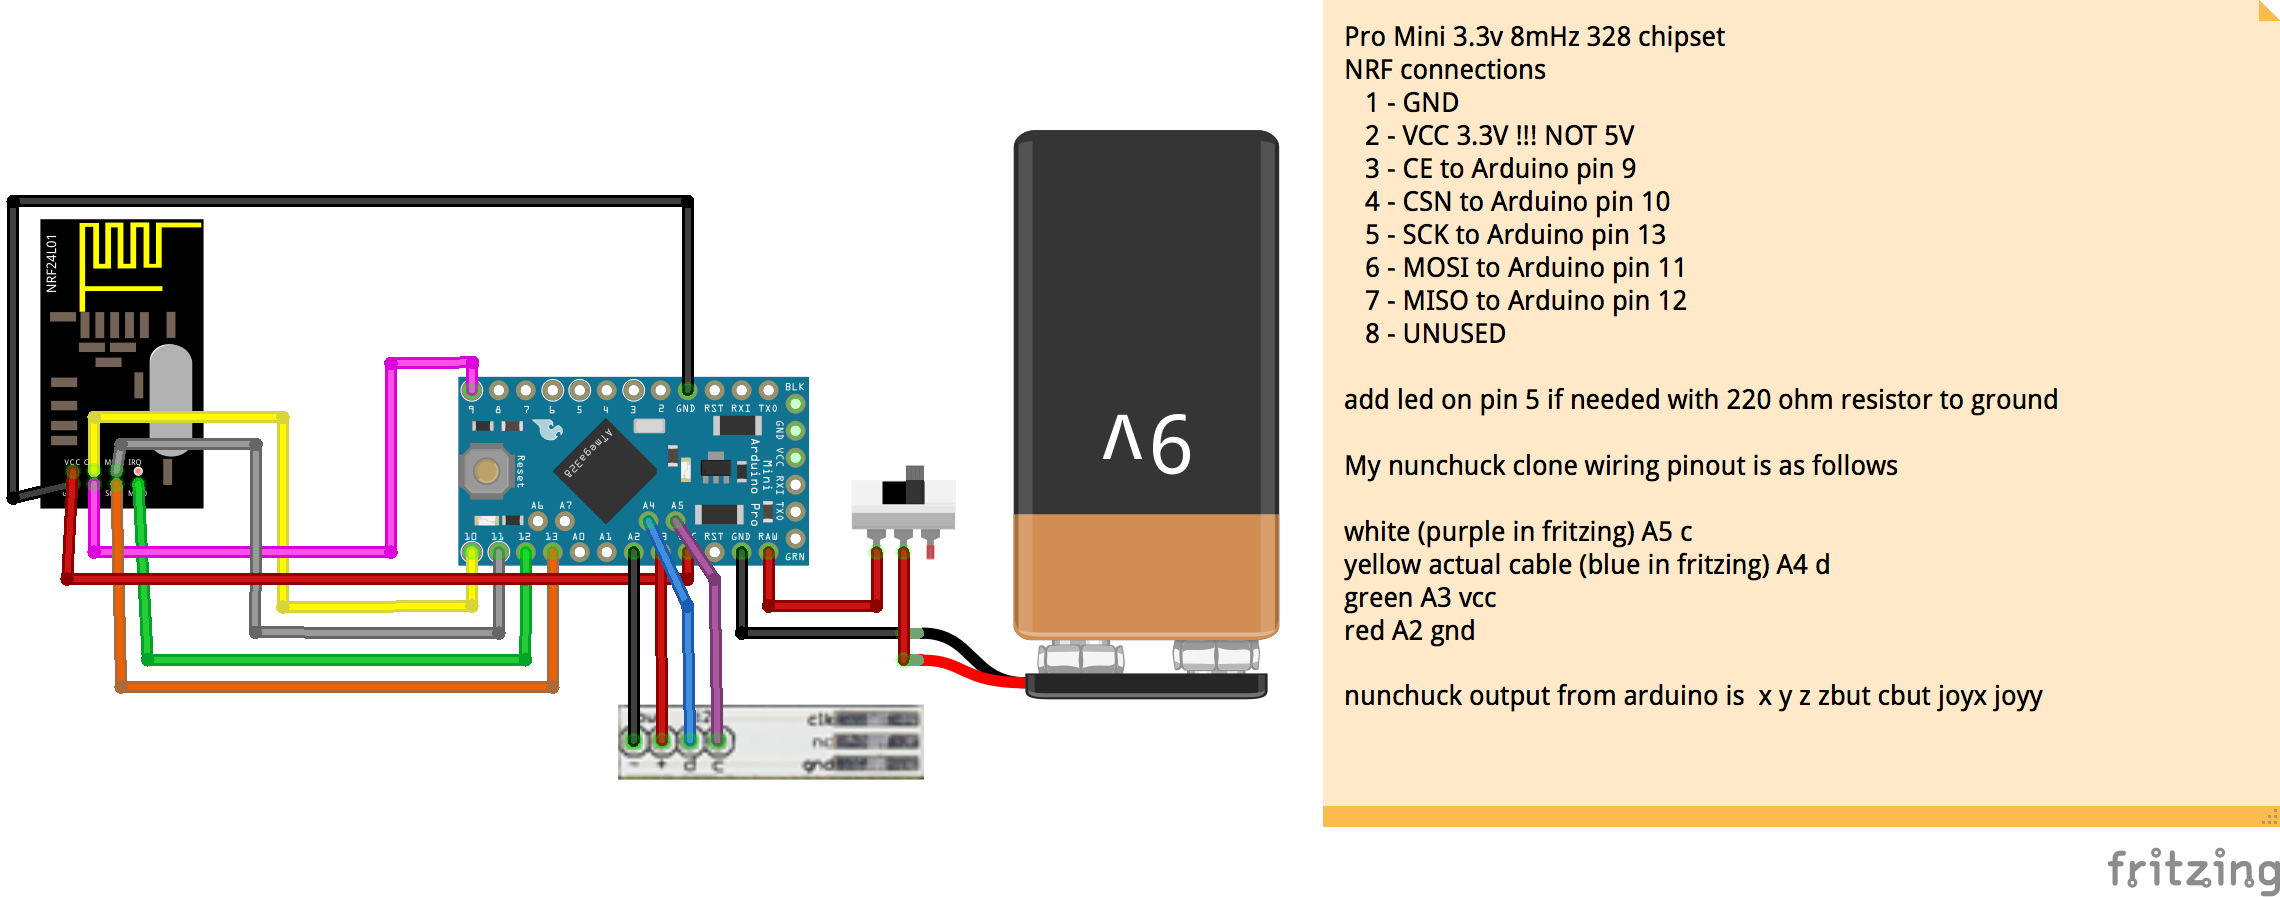 Pro Mini 3.3v 8mHz 328 chipset
NRF connections
1 - GND
2 - VCC 3.3V !!! NOT 5V
3 - CE to Arduino pin 9
4 - CSN to Arduino pin 10
5 - SCK to Arduino pin 13
6 - MOSI to Arduino pin 11
7 - MISO to Arduino pin 12
8 - UNUSED
add led on pin 5 if needed with 220 ohm resistor to ground
My nunchuck clone wiring pinout is as follows
white (purple in fritzing) A5 c
yellow actual cable (blue in fritzing) A4 d
green A3 vcc
red A2 gnd
nunchuck output from arduino is x y z zbut cbut joyx joyy
NRF24L01
VCC
IRQ
9 8 7 6 5 4 3 2 GND RST RXI TXO
BLK
GND VCC RXI TXO
GRN
ATmega328
Arduino Pro
Mini
Reset
A6 A7
A4 A5
10 11 12 13 A0 A1 A2
RST GND RAW
9V
clk
nc
gnd
- + d c
fritzing